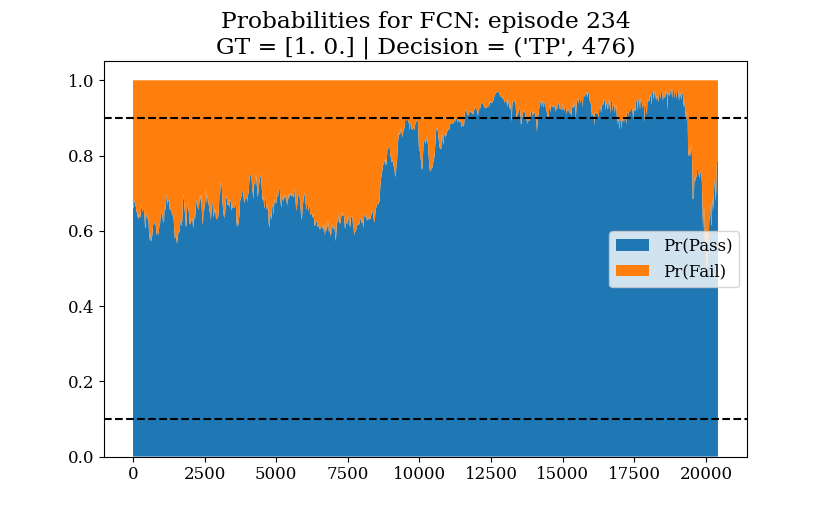 Probabilities for FCN: episode 234
GT = [1. 0.] | Decision = ('TP', 476)
1.0
0.8
0.6
0.4
0.2
0.0
Pr(Pass)
Pr(Fail)
0 2500 5000 7500 10000 12500 15000 17500 20000